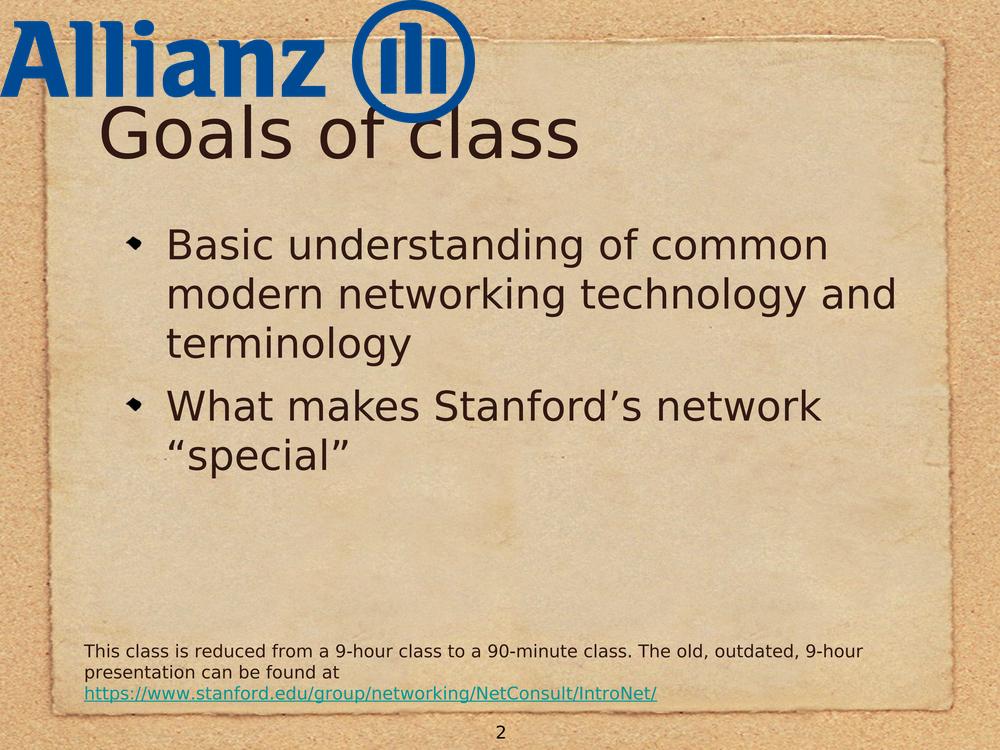 Allianz
Goals of class
Basic understanding of common
modern networking technology and
terminology
What makes Stanford’s network
“special”
This class is reduced from a 9-hour class to a 90-minute class. The old, outdated, 9-hour
presentation can be found at
https://www.stanford.edu/group/networking/NetConsult/IntroNet/
2